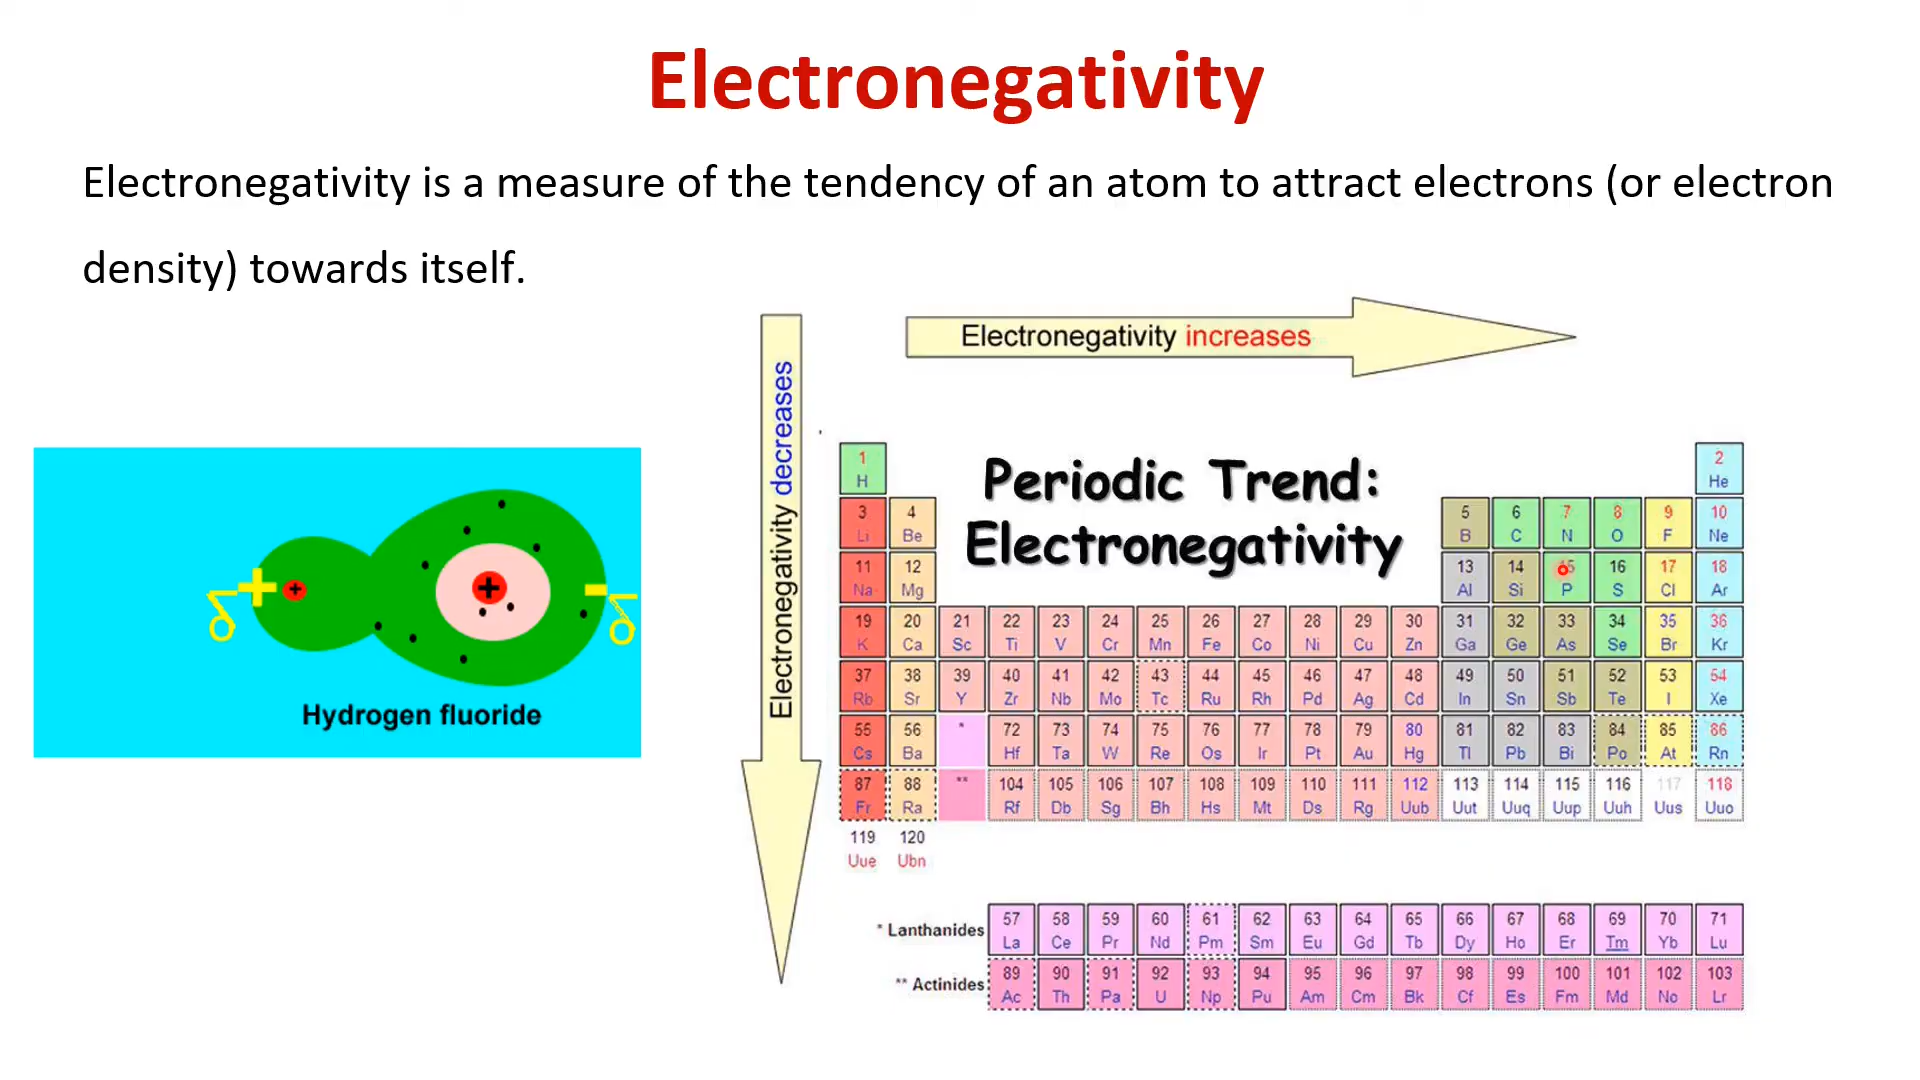 Electronegativity
Electronegativity is a measure of the tendency of an atom to attract electrons (or electron
density) towards itself.
Electronegativity increases
Electronegativity decreases
Periodic Trend:
Electronegativity
1 2
H He
3 4 5 6 7 8 9 10
Li Be B C N O F Ne
11 12 13 14 15 16 17 18
Na Mg Al Si P S Cl Ar
19 20 21 22 23 24 25 26 27 28 29 30 31 32 33 34 35 36
K Ca Sc Ti V Cr Mn Fe Co Ni Cu Zn Ga Ge As Se Br Kr
37 38 39 40 41 42 43 44 45 46 47 48 49 50 51 52 53 54
Rb Sr Y Zr Nb Mo Tc Ru Rh Pd Ag Cd In Sn Sb Te I Xe
55 56 * 72 73 74 75 76 77 78 79 80 81 82 83 84 85 86
Cs Ba Hf Ta W Re Os Ir Pt Au Hg Tl Pb Bi Po At Rn
87 88 ** 104 105 106 107 108 109 110 111 112 113 114 115 116 117 118
Fr Ra Rf Db Sg Bh Hs Mt Ds Rg Uub Uut Uuq Uup Uuh Uus Uuo
119 120
Uue Ubn
57 58 59 60 61 62 63 64 65 66 67 68 69 70 71
* Lanthanides La Ce Pr Nd Pm Sm Eu Gd Tb Dy Ho Er Tm Yb Lu
89 90 91 92 93 94 95 96 97 98 99 100 101 102 103
** Actinides Ac Th Pa U Np Pu Am Cm Bk Cf Es Fm Md No Lr
δ+ + + -δ
Hydrogen fluoride